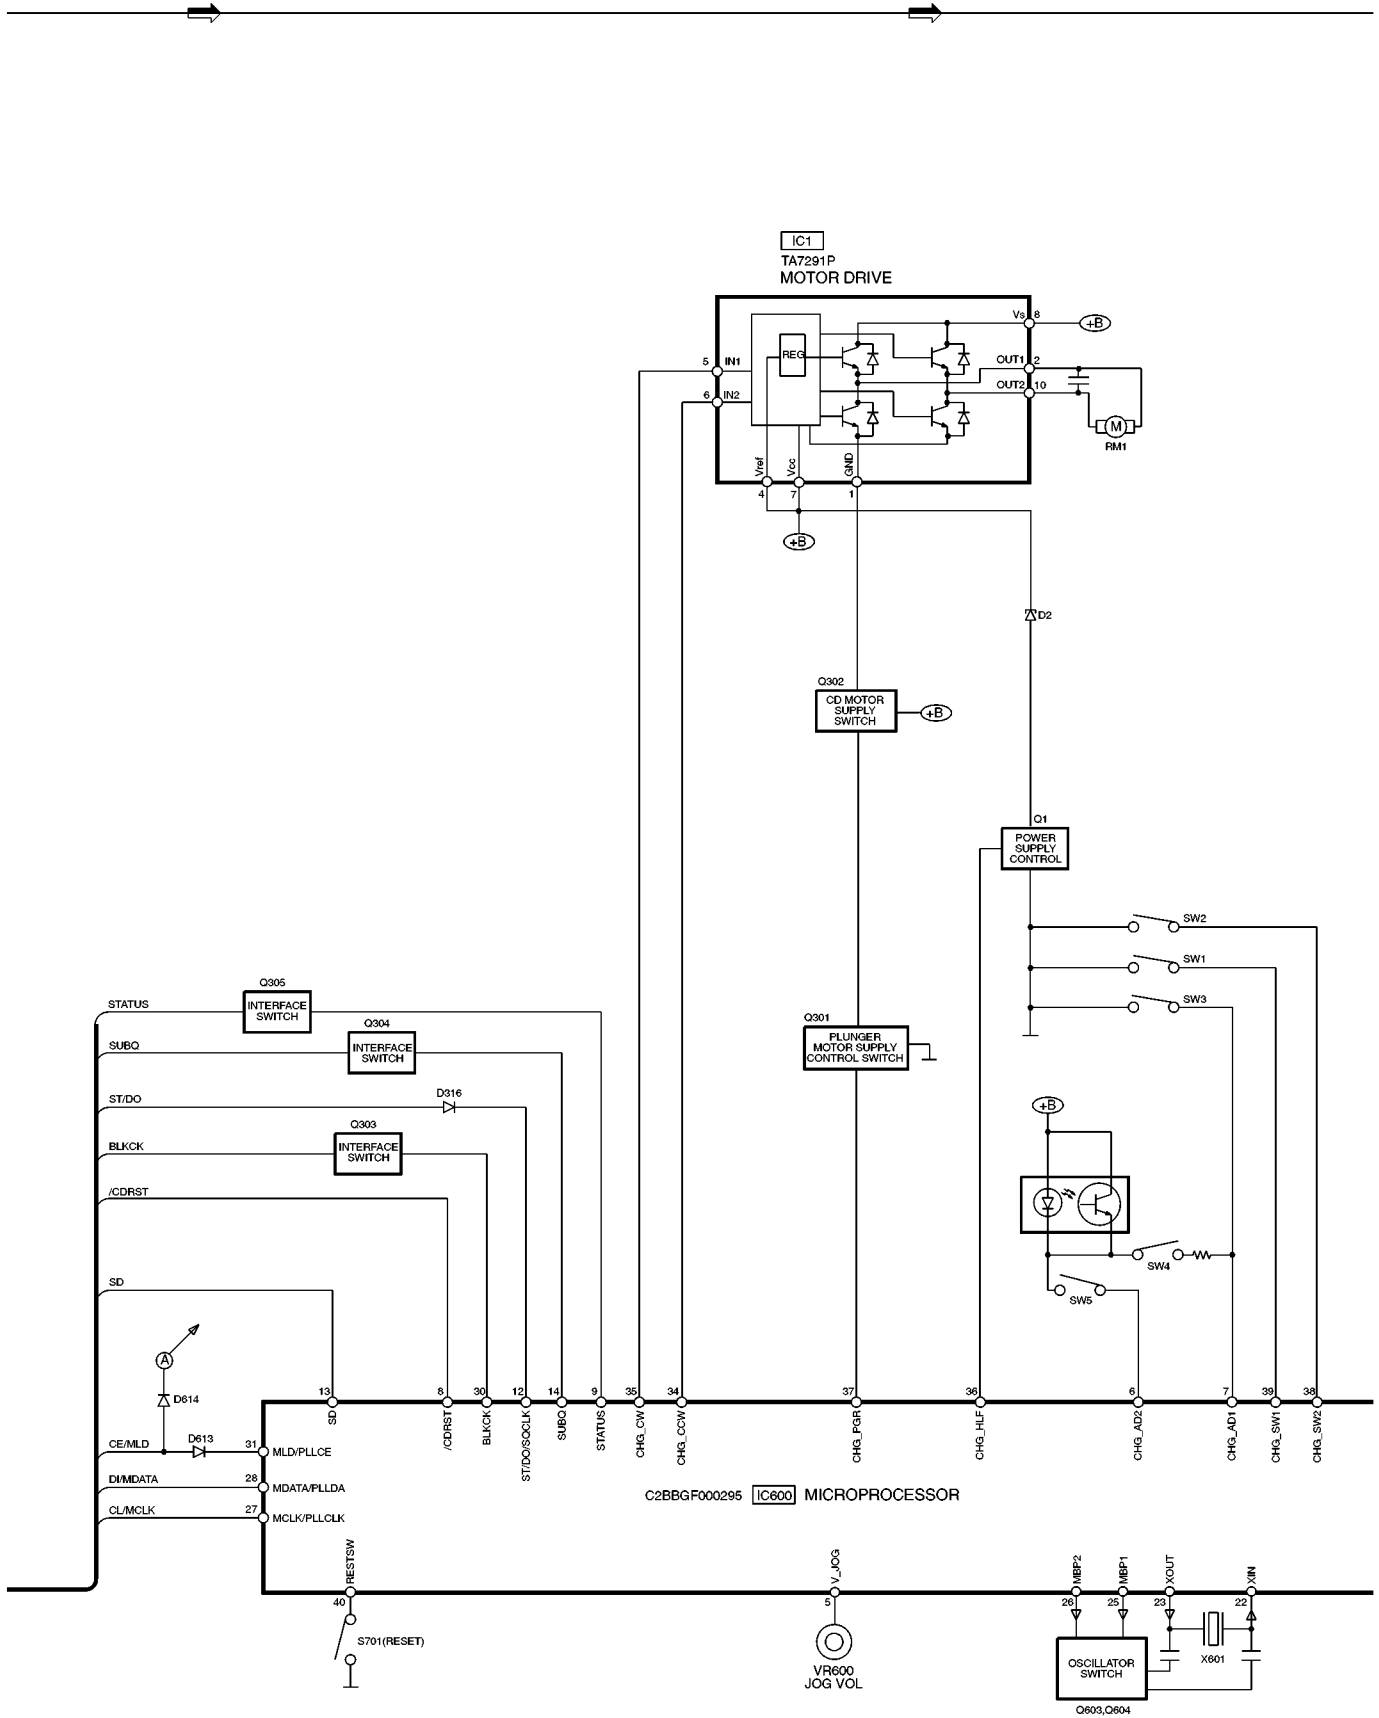 IC1
TA7291P
MOTOR DRIVE
Vs 8
+B
REG
5 IN1
OUT1 2
6 IN2
OUT2 10
M
RM1
Vref
Vcc
GND
4
7
1
+B
D2
Q302
CD MOTOR
SUPPLY
SWITCH
+B
Q1
POWER
SUPPLY
CONTROL
SW2
SW1
SW3
Q305
STATUS
INTERFACE
SWITCH
Q304
SUBQ
INTERFACE
SWITCH
Q301
PLUNGER
MOTOR SUPPLY
CONTROL SWITCH
D316
ST/DO
+B
Q303
BLKCK
INTERFACE
SWITCH
/CDRST
SW4
SD
SW5
A
D614
13
8
30
12
14
9
35
34
37
36
6
7
39
38
SD
/CDRST
BLKCK
ST/DO/SQCLK
SUBQ
STATUS
CHG_CW
CHG_CCW
CHG_PGR
CHG_HLF
CHG_AD2
CHG_AD1
CHG_SW1
CHG_SW2
CE/MLD
D613
31
MLD/PLLCE
DI/MDATA
28
MDATA/PLLDA
C2BBGF000295 IC600 MICROPROCESSOR
CL/MCLK
27
MCLK/PLLCLK
RESTSW
V_JOG
MBP2
MBP1
XOUT
XIN
40
5
26
25
23
22
S701(RESET)
VR600
JOG VOL
OSCILLATOR
SWITCH
X601
Q603,Q604